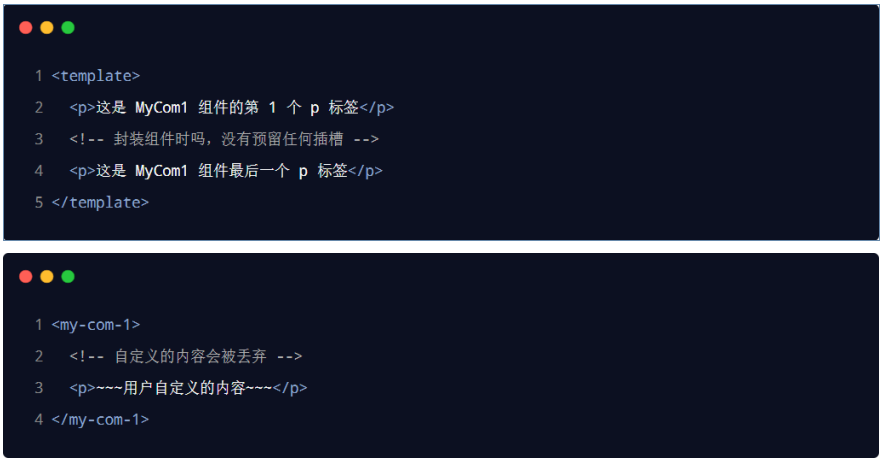 1 <template>
2   <p>这是 MyCom1 组件的第 1 个 p 标签</p>
3   <!-- 封装组件时吗，没有预留任何插槽 -->
4   <p>这是 MyCom1 组件最后一个 p 标签</p>
5 </template>
1 <my-com-1>
2   <!-- 自定义的内容会被丢弃 -->
3   <p>~~~用户自定义的内容~~~</p>
4 </my-com-1>